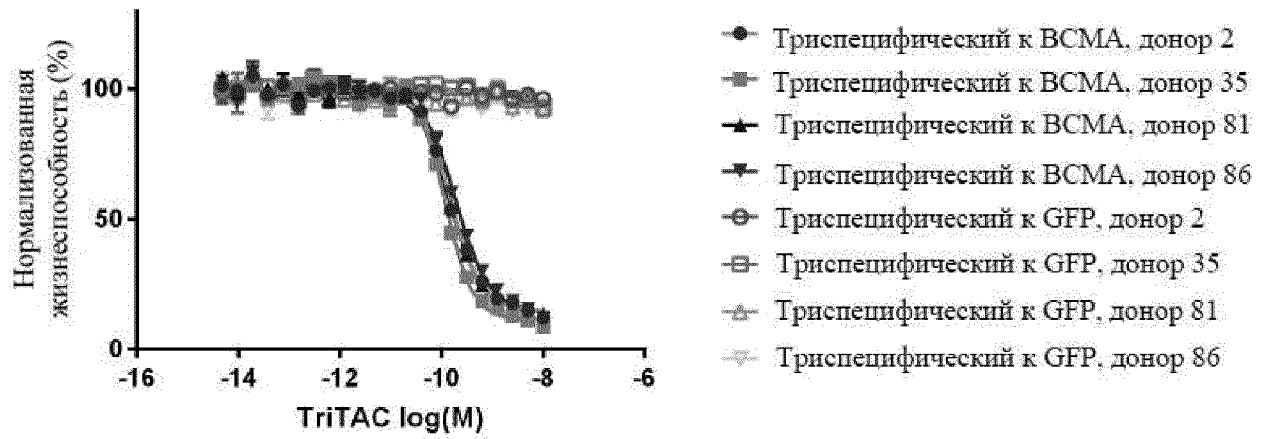 Нормализованная
жизнеспособность (%)
100
50
0
-16
-14
-12
-10
-8
-6
TriTAC log(M)
Триспецифический к BCMA, донор 2
Триспецифический к BCMA, донор 35
Триспецифический к BCMA, донор 81
Триспецифический к BCMA, донор 86
Триспецифический к GFP, донор 2
Триспецифический к GFP, донор 35
Триспецифический к GFP, донор 81
Триспецифический к GFP, донор 86